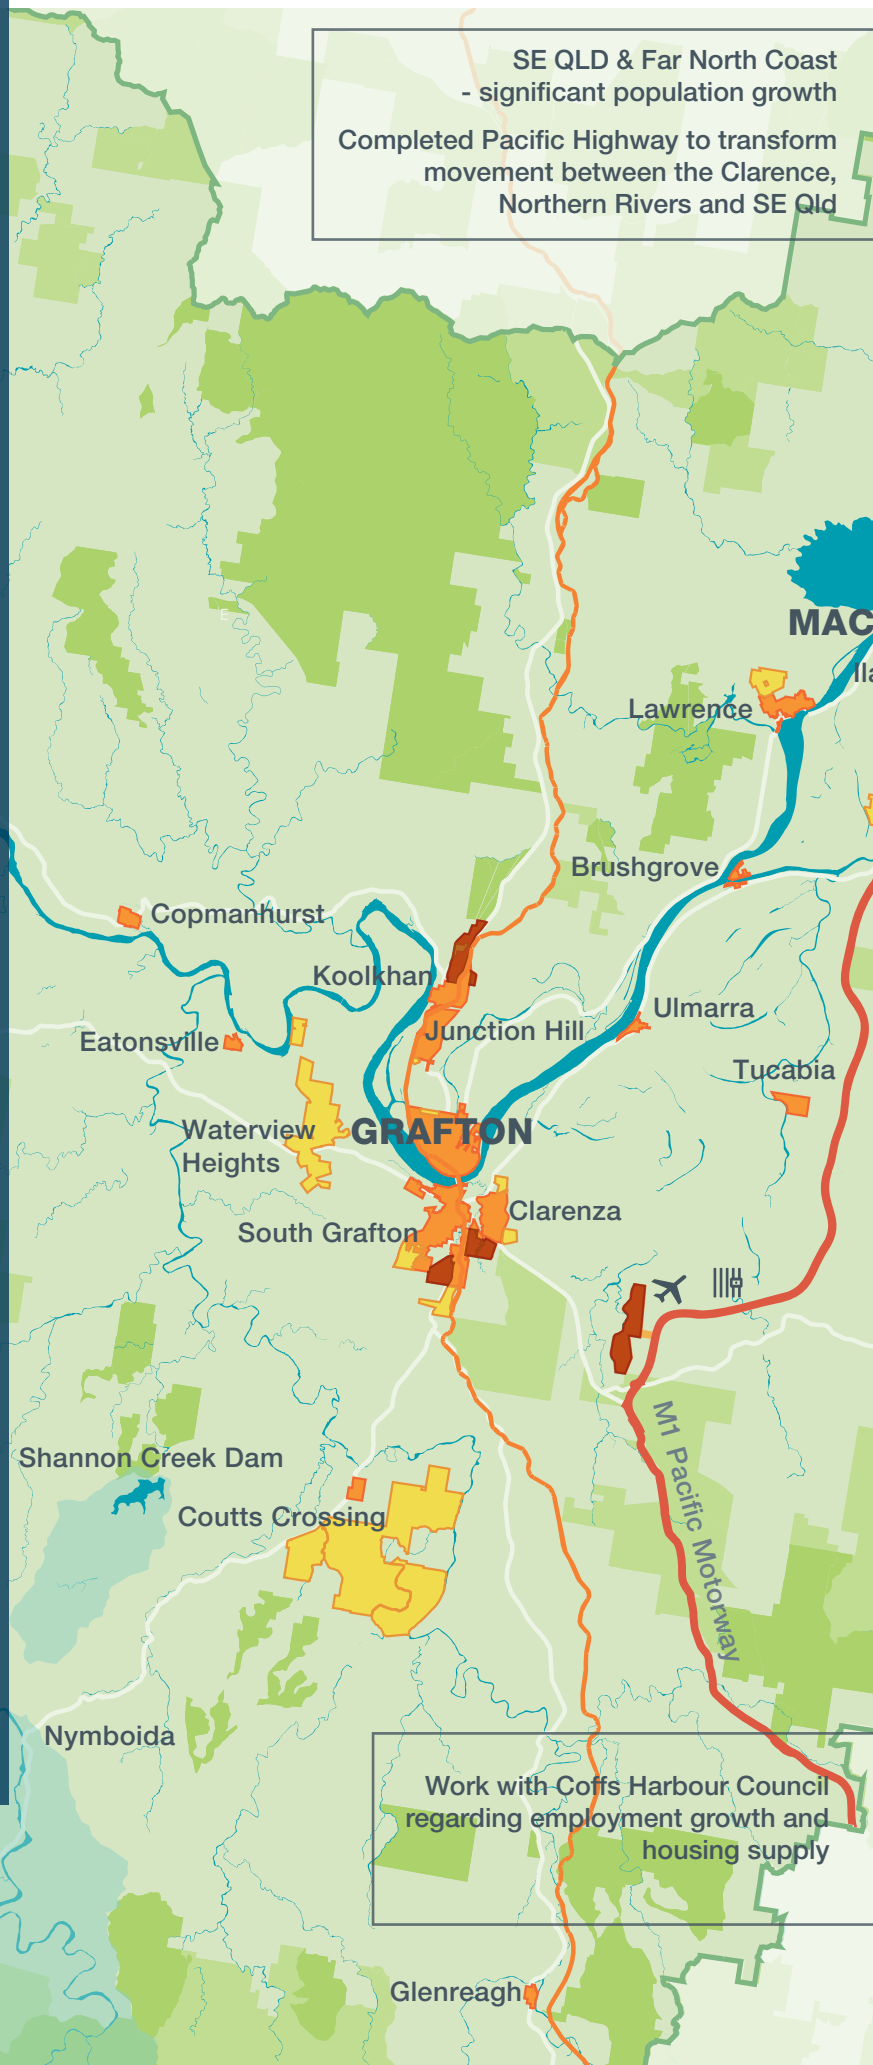 SE QLD & Far North Coast
- significant population growth
Completed Pacific Highway to transform
movement between the Clarence,
Northern Rivers and SE Qld
E
MAC
Lawrence
Brushgrove
Copmanhurst
Koolkhan
Ulmarra
Junction Hill
Eatonsville
Tucabia
Waterview
Heights
GRAFTON
Clarenza
South Grafton
M1 Pacific Motorway
Shannon Creek Dam
Coutts Crossing
Nymboida
Work with Coffs Harbour Council
regarding employment growth and
housing supply
Glenreagh